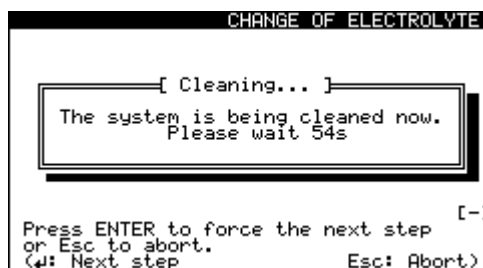 CHANGE OF ELECTROLYTE
[ Cleaning... ]
The system is being cleaned now.
Please wait 54s
[-]
Press ENTER to force the next step
or Esc to abort.
(↵: Next step Esc: Abort)